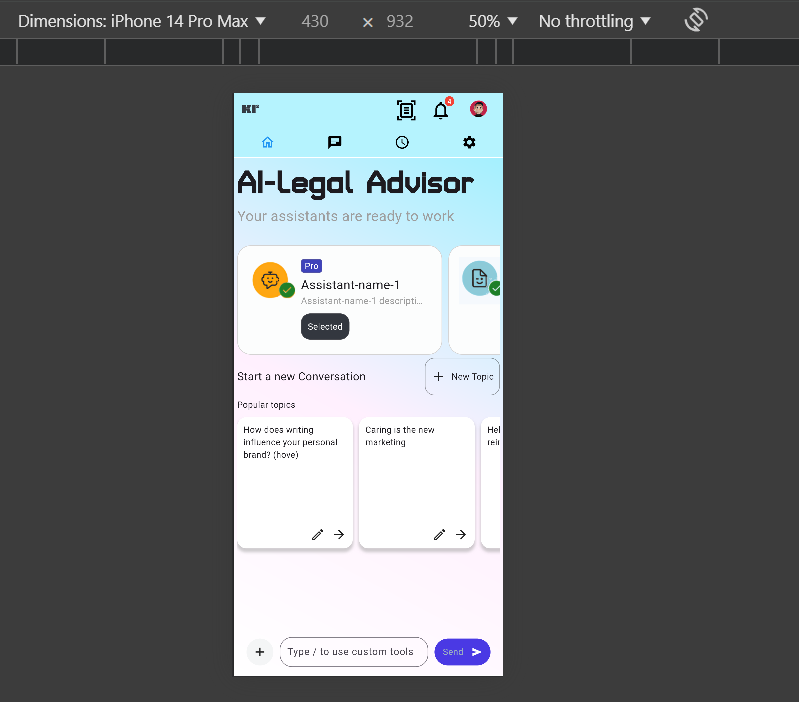 Dimensions: iPhone 14 Pro Max ▼ 430 × 932 50% ▼ No throttling ▼
4
AI-Legal Advisor
Your assistants are ready to work
Pro
Assistant-name-1
Assistant-name-1 descripti...
Selected
Start a new Conversation
+ New Topic
Popular topics
How does writing
influence your personal
brand? (hove)
Caring is the new
marketing
Hel
+ Type / to use custom tools Send